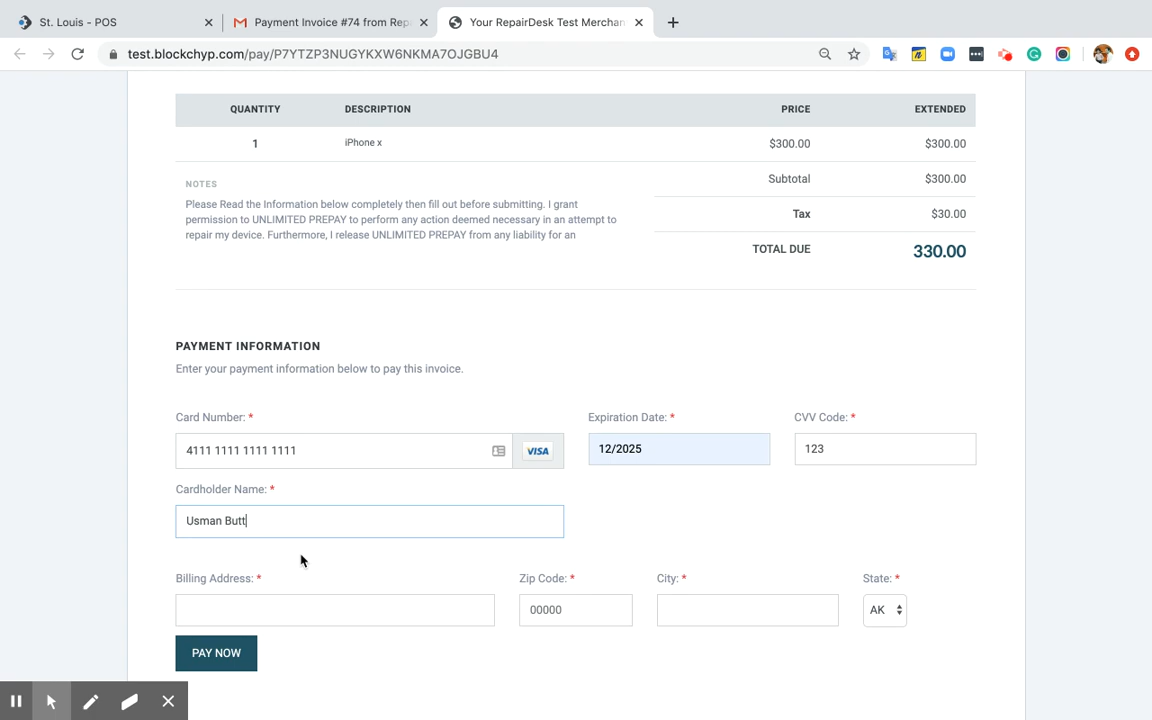 St. Louis - POS
Payment Invoice #74 from Repa
Your RepairDesk Test Merchan
test.blockchyp.com/pay/P7YTZP3NUGYKXW6NKMA7OJGBU4
QUANTITY DESCRIPTION PRICE EXTENDED
1 iPhone x $300.00 $300.00
Subtotal $300.00
NOTES
Please Read the Information below completely then fill out before submitting. I grant
permission to UNLIMITED PREPAY to perform any action deemed necessary in an attempt to
repair my device. Furthermore, I release UNLIMITED PREPAY from any liability for an
Tax $30.00
TOTAL DUE 330.00
PAYMENT INFORMATION
Enter your payment information below to pay this invoice.
Card Number: * Expiration Date: * CVV Code: *
4111 1111 1111 1111 VISA 12/2025 123
Cardholder Name: *
Usman Butt
Billing Address: * Zip Code: * City: * State: *
00000 AK
PAY NOW